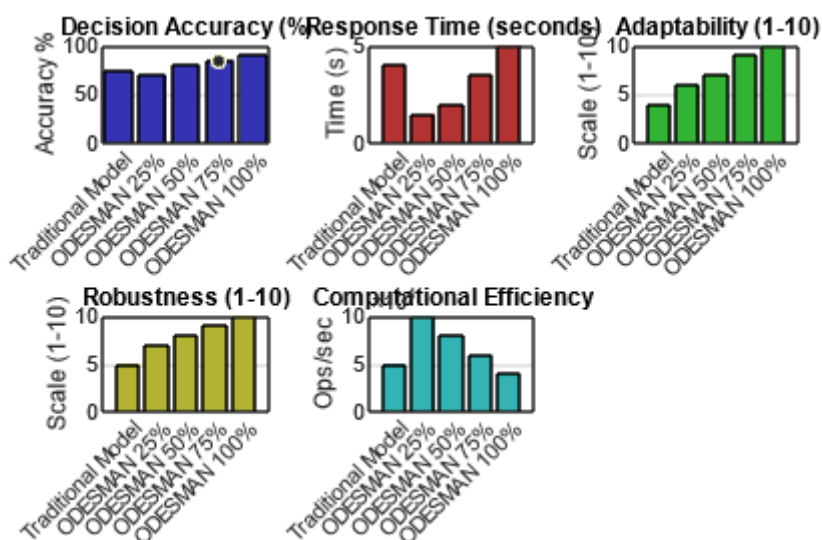 Decision Accuracy (%)
Accuracy %
100
50
0
Traditional Model
ODESMAN 25%
ODESMAN 50%
ODESMAN 75%
ODESMAN 100%
Response Time (seconds)
Time (s)
5
0
Traditional Model
ODESMAN 25%
ODESMAN 50%
ODESMAN 75%
ODESMAN 100%
Adaptability (1-10)
Scale (1-10)
10
5
0
Traditional Model
ODESMAN 25%
ODESMAN 50%
ODESMAN 75%
ODESMAN 100%
Robustness (1-10)
Scale (1-10)
10
5
0
Traditional Model
ODESMAN 25%
ODESMAN 50%
ODESMAN 75%
ODESMAN 100%
Computational Efficiency
Ops/sec
10
5
0
Traditional Model
ODESMAN 25%
ODESMAN 50%
ODESMAN 75%
ODESMAN 100%